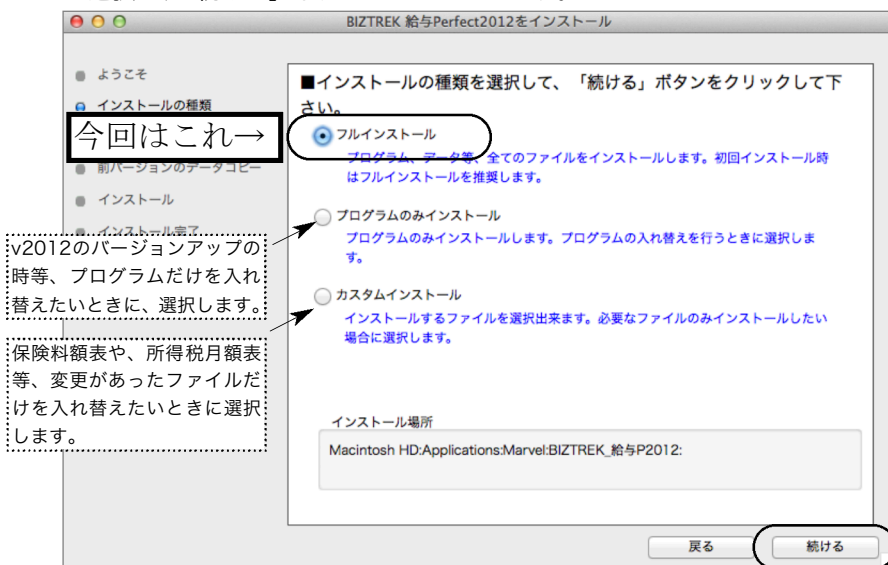 BIZTREK 給与Perfect2012をインストール
ようこそ
インストールの種類
今回はこれ→
前バージョンのデータコピー
インストール
インストール完了
■インストールの種類を選択して、「続ける」ボタンをクリックして下
さい。
フルインストール
プログラム、データ等、全てのファイルをインストールします。初回インストール時
はフルインストールを推奨します。
プログラムのみインストール
プログラムのみインストールします。プログラムの入れ替えを行うときに選択しま
す。
カスタムインストール
インストールするファイルを選択出来ます。必要なファイルのみインストールしたい
場合に選択します。
v2012のバージョンアップの
時等、プログラムだけを入れ
替えたいときに、選択します。
保険料額表や、所得税月額表
等、変更があったファイルだ
けを入れ替えたいときに選択
します。
インストール場所
Macintosh HD:Applications:Marvel:BIZTREK_給与P2012:
戻る
続ける